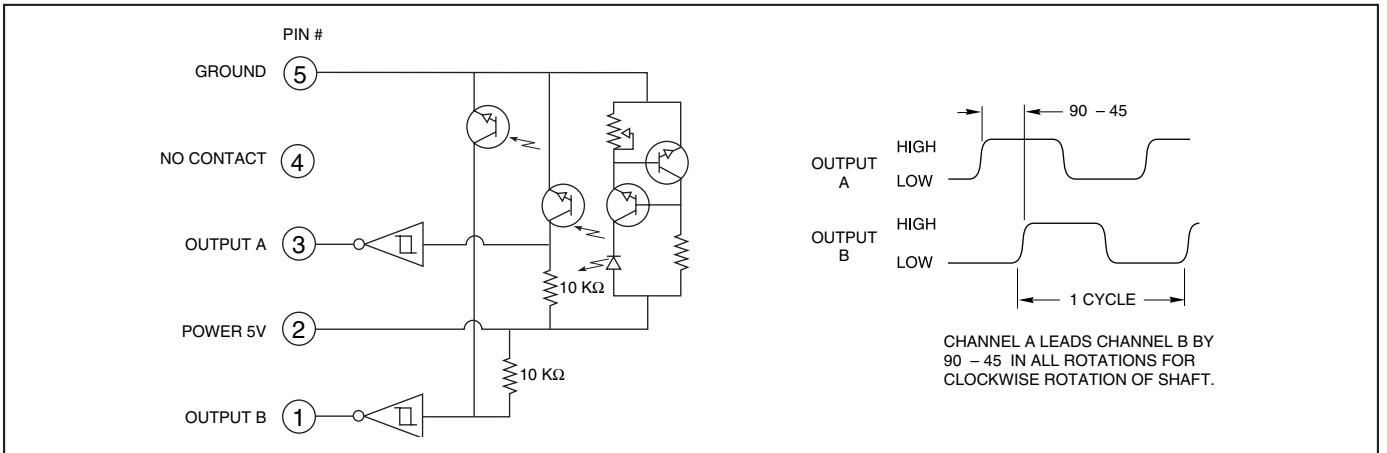 PIN #
GROUND 5
NO CONTACT 4
OUTPUT A 3
10 KΩ
POWER 5V 2
10 KΩ
OUTPUT B 1
90 – 45
OUTPUT
A
HIGH
LOW
OUTPUT
B
HIGH
LOW
1 CYCLE
CHANNEL A LEADS CHANNEL B BY
90 – 45 IN ALL ROTATIONS FOR
CLOCKWISE ROTATION OF SHAFT.